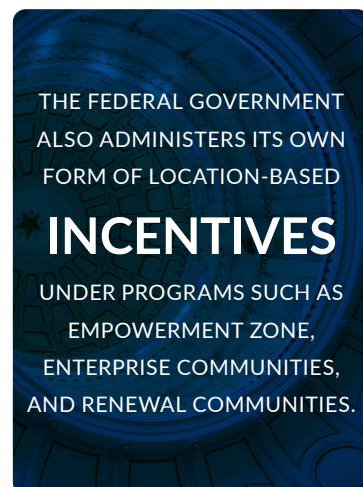 THE FEDERAL GOVERNMENT
ALSO ADMINISTERS ITS OWN
FORM OF LOCATION-BASED
INCENTIVES
UNDER PROGRAMS SUCH AS
EMPOWERMENT ZONE,
ENTERPRISE COMMUNITIES,
AND RENEWAL COMMUNITIES.